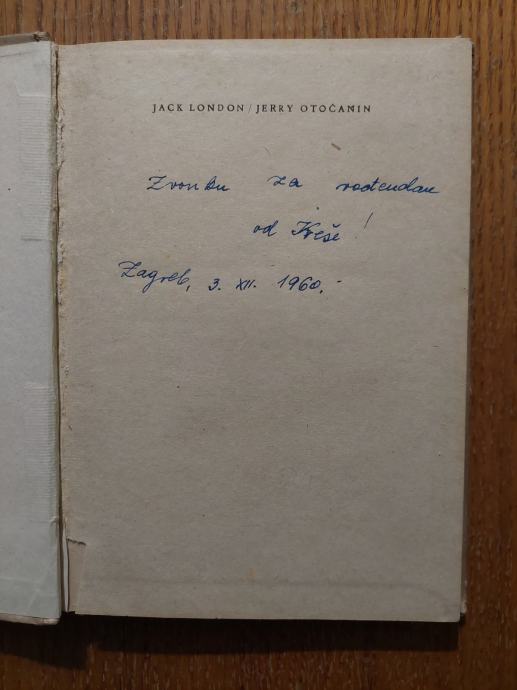 JACK LONDON / JERRY OTOČANIN
Zvonku za rođendan
od Kreše!
Zagreb, 3. XII. 1960.-